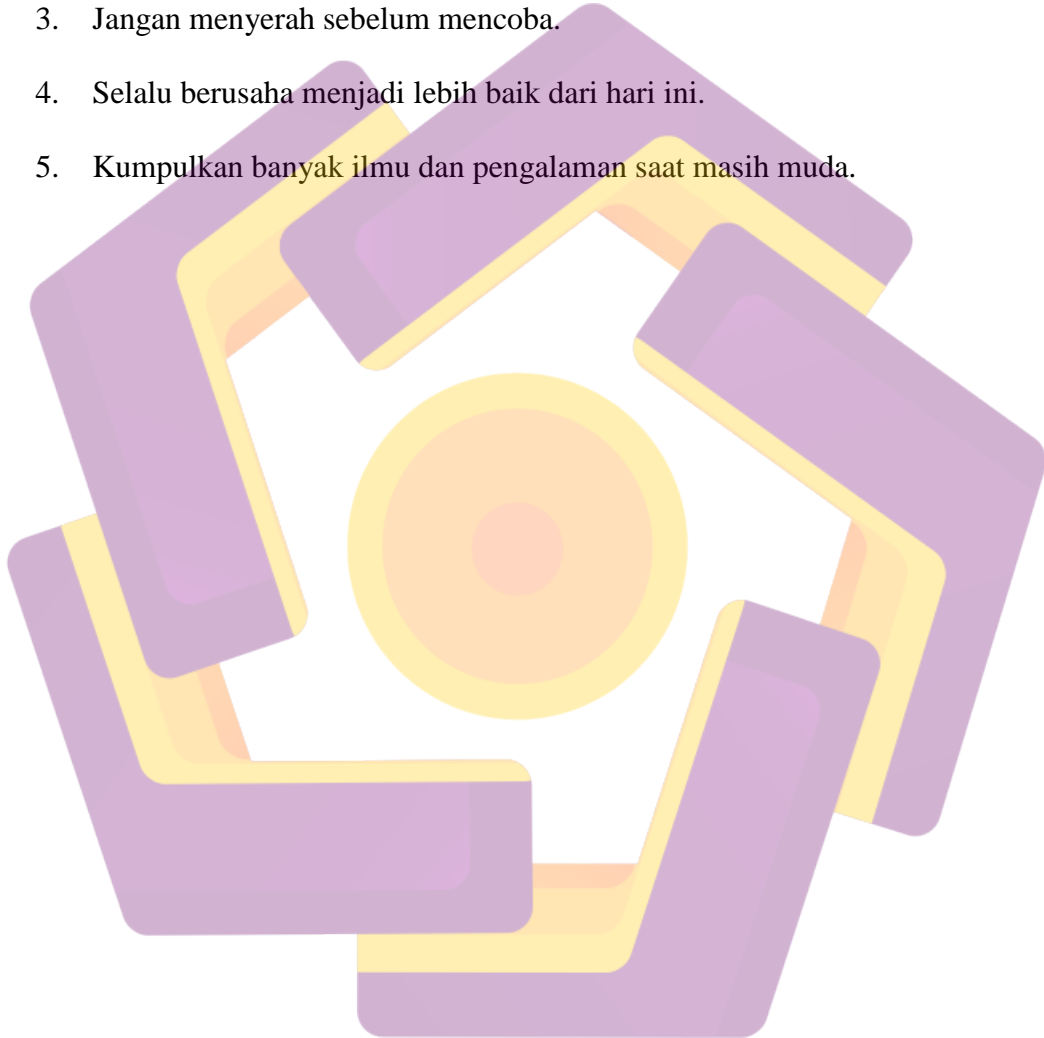 3. Jangan menyerah sebelum mencoba.
4. Selalu berusaha menjadi lebih baik dari hari ini.
5. Kumpulkan banyak ilmu dan pengalaman saat masih muda.